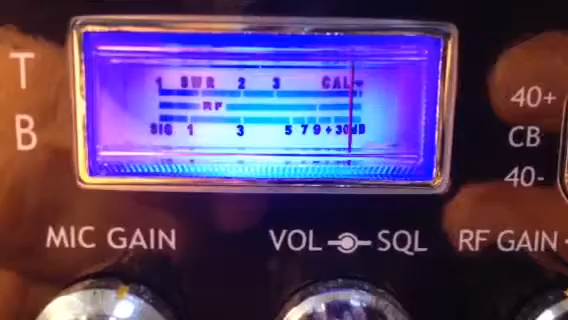 T
B
1 SWR 2 3 CAL
RF
SIG 1 3 5 7 9 + 30dB
40+
CB
40-
MIC GAIN
VOL SQL
RF GAIN